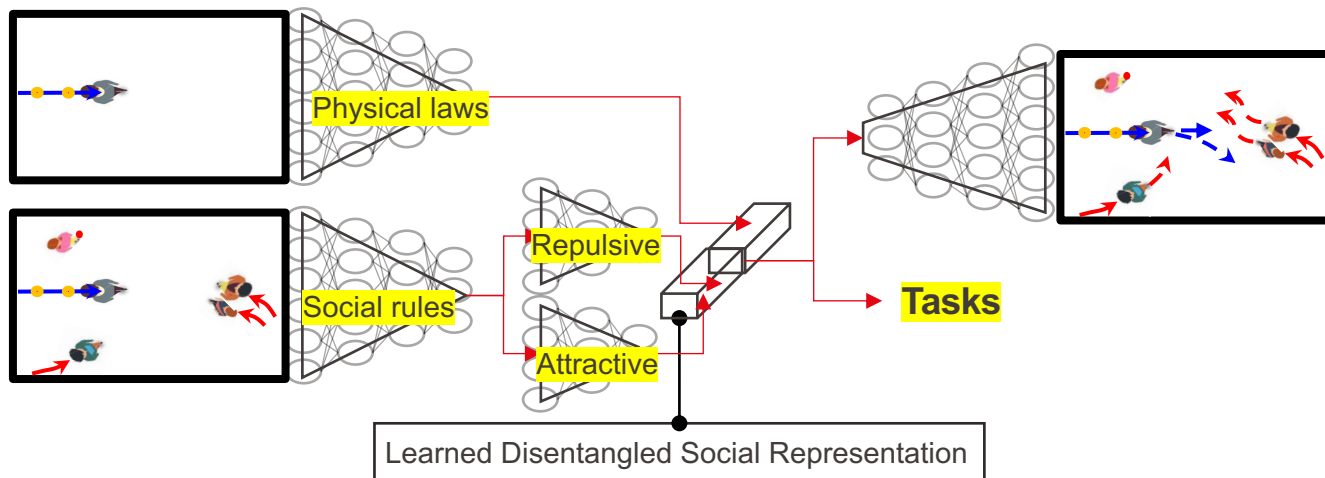 Physical laws
Repulsive
Social rules
Attractive
Tasks
Learned Disentangled Social Representation